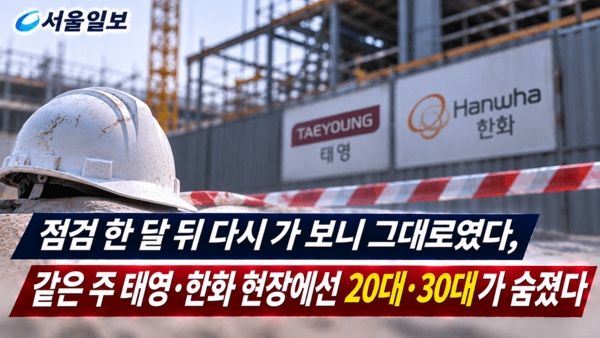 서울일보
TAEYOUNG
태영
Hanwha
한화
점검 한 달 뒤 다시 가 보니 그대로였다,
같은 주 태영·한화 현장에선 20대·30대가 숨졌다